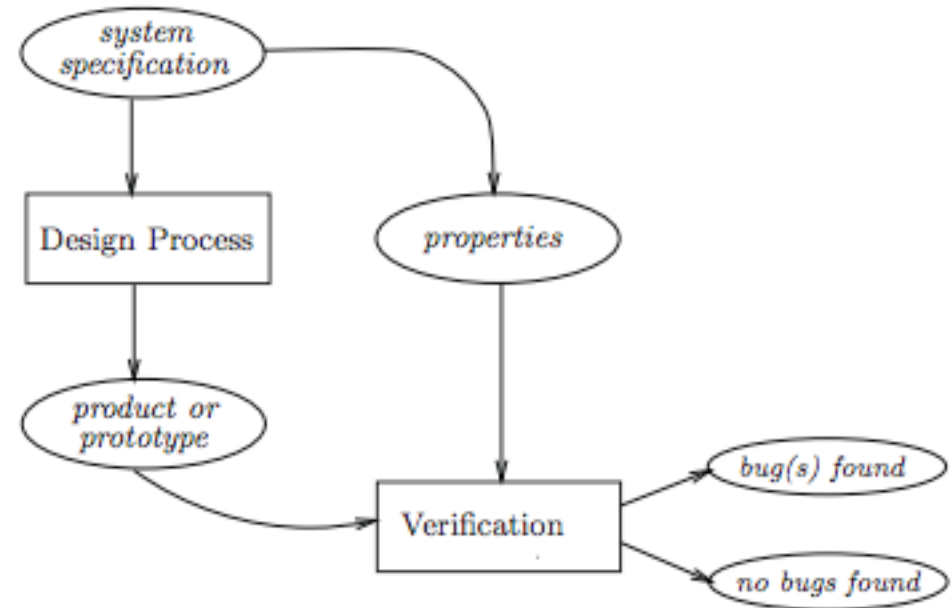 system
specification
Design Process
properties
product or
prototype
Verification
bug(s) found
no bugs found